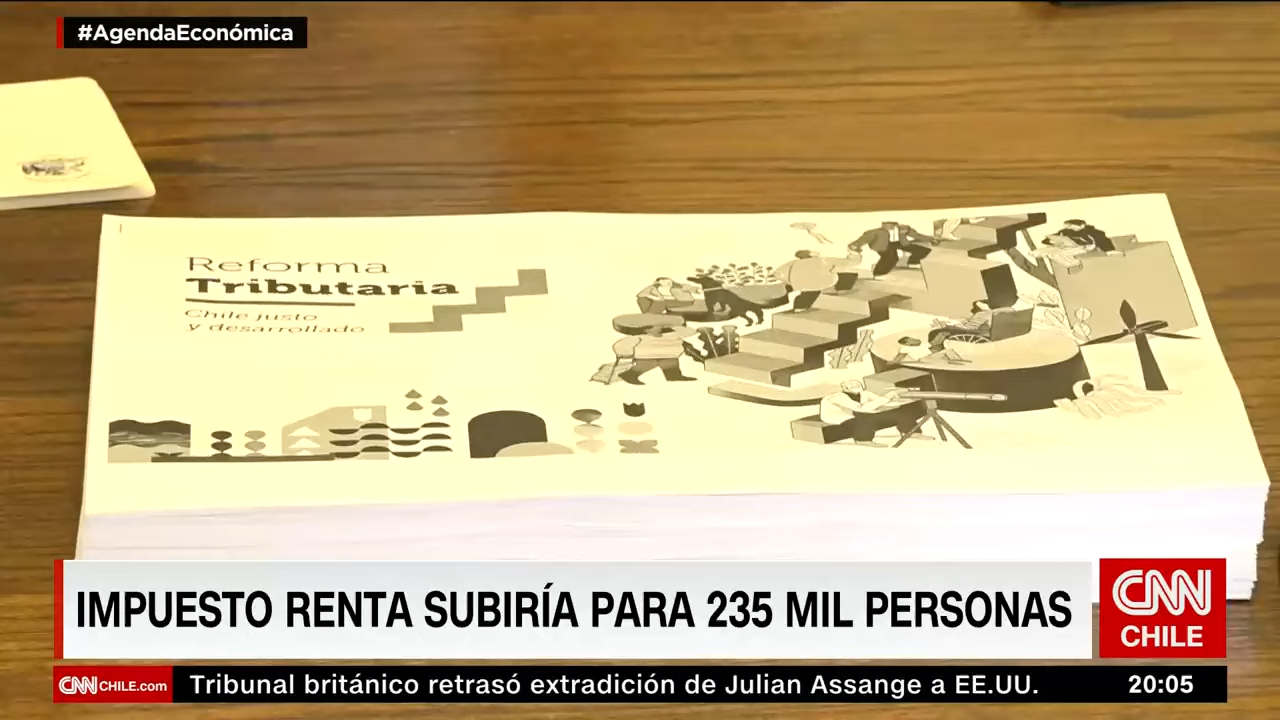 #AgendaEconómica
Reforma
Tributaria
Chile justo
y desarrollado
IMPUESTO RENTA SUBIRÍA PARA 235 MIL PERSONAS
CNN
CHILE
CNNCHILE.com
Tribunal británico retrasó extradición de Julian Assange a EE.UU.
20:05